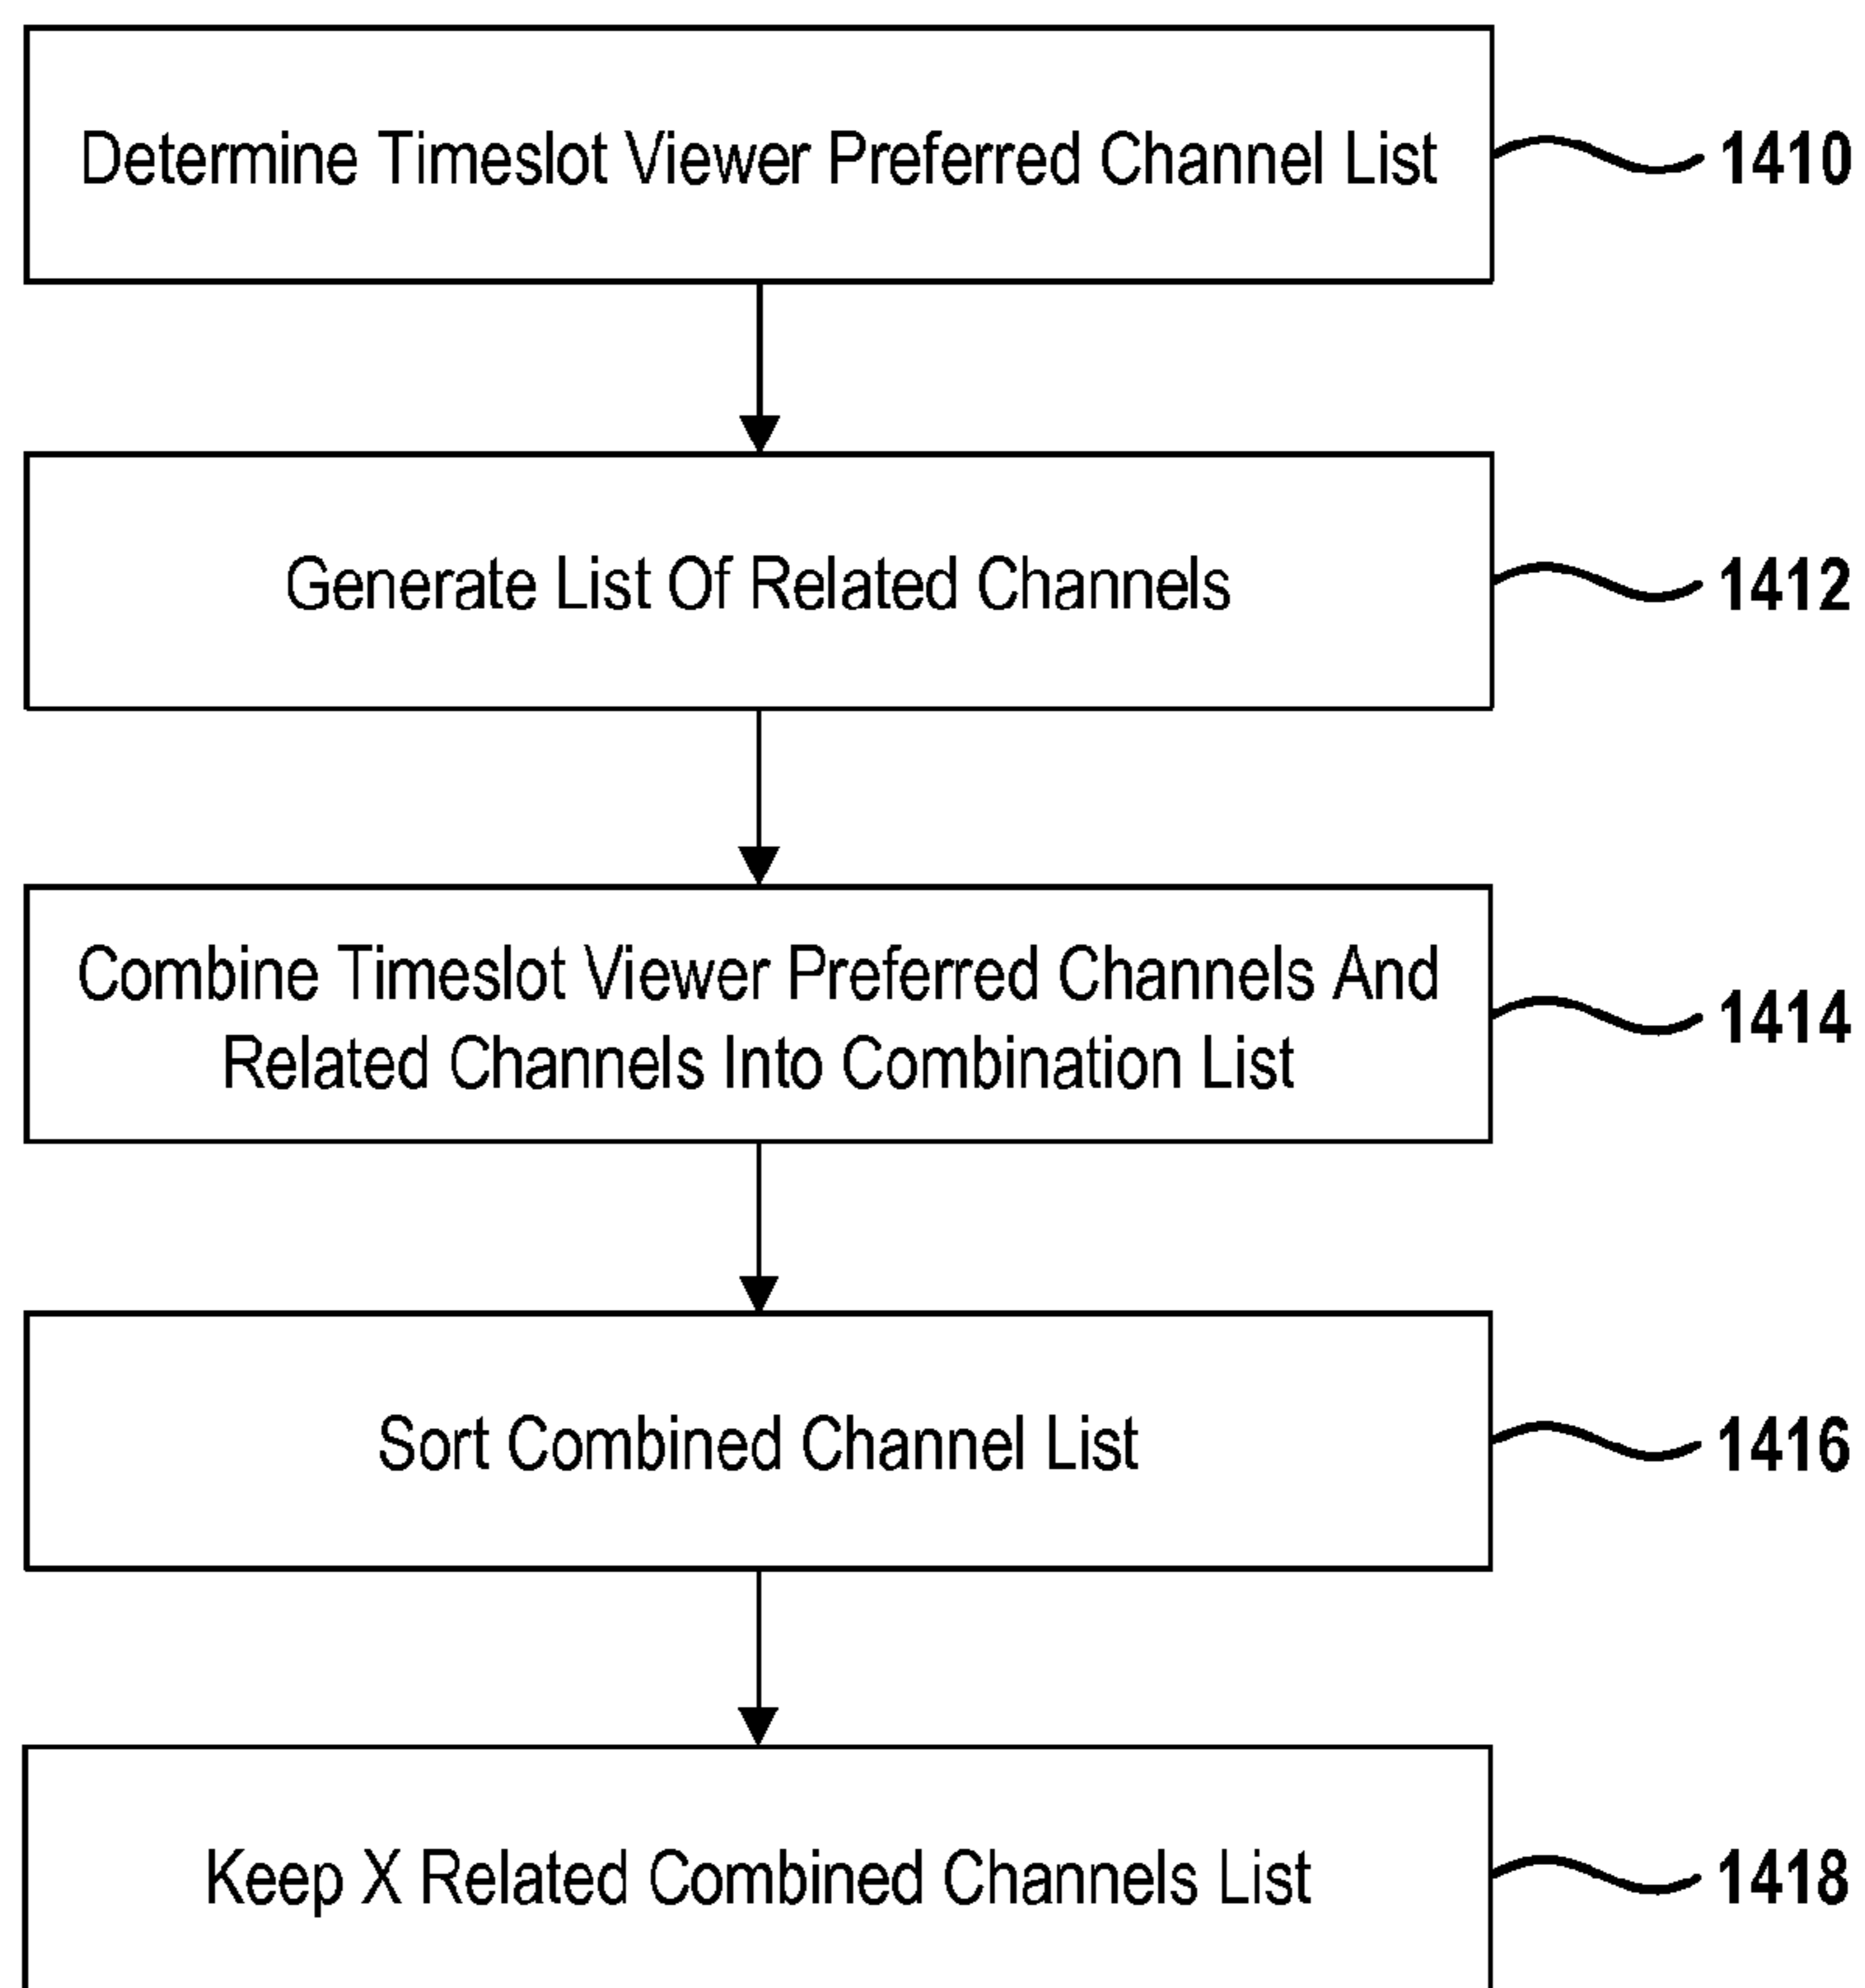 Determine Timeslot Viewer Preferred Channel List
1410
Generate List Of Related Channels
1412
Combine Timeslot Viewer Preferred Channels And
Related Channels Into Combination List
1414
Sort Combined Channel List
1416
Keep X Related Combined Channels List
1418